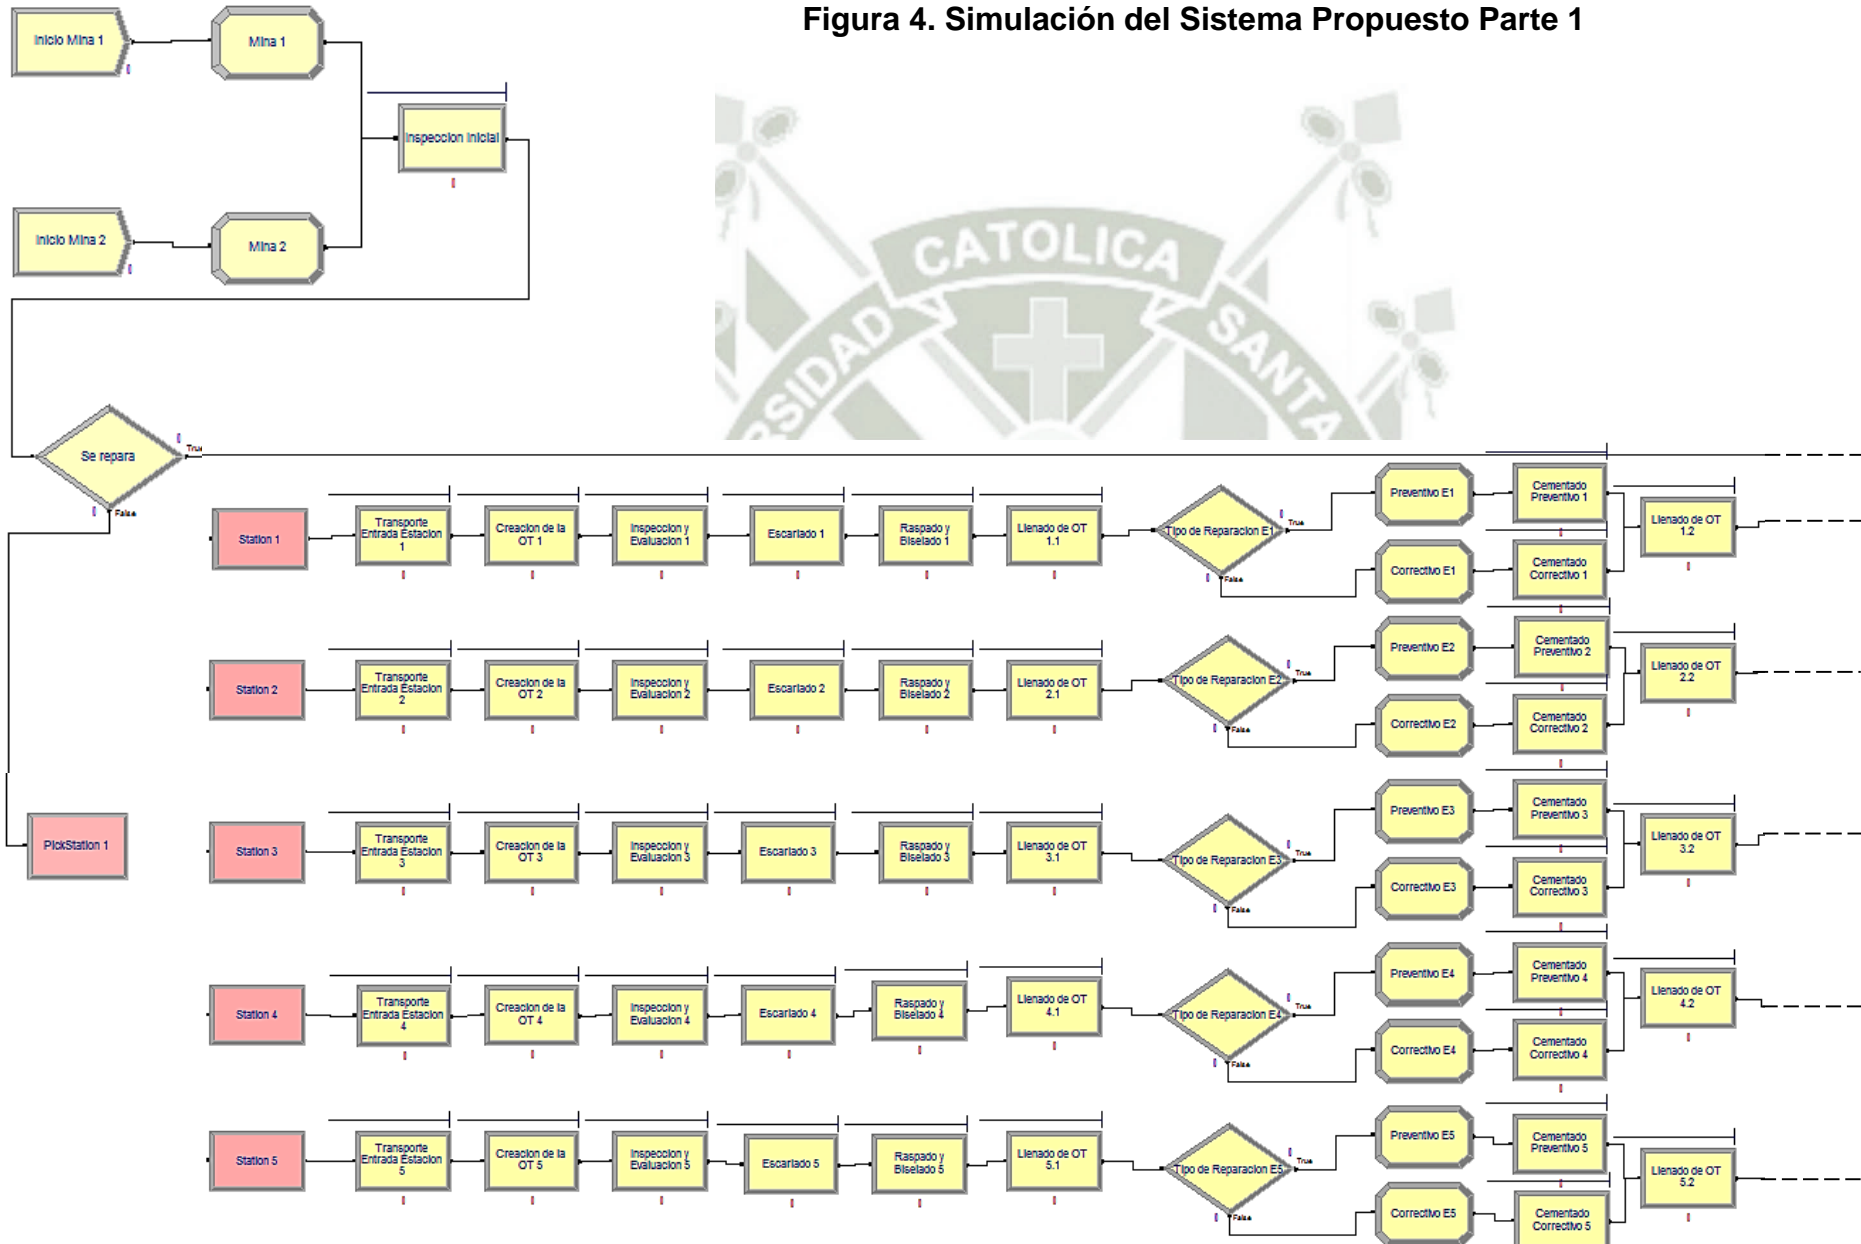 Figura 4. Simulación del Sistema Propuesto Parte 1
Inicio Mina 1
Mina 1
Inspeccion Inicial
Inicio Mina 2
Mina 2
CATOLICA
RSIDAD
SANTA
Se repara
True
False
PickStation 1
Station 1
Transporte
Entrada Estacion
1
Creacion de la
OT 1
Inspeccion y
Evaluacion 1
Escariado 1
Raspado y
Biselado 1
Llenado de OT
1.1
Tipo de Reparacion E1
True
False
Preventivo E1
Cementado
Preventivo 1
Correctivo E1
Cementado
Correctivo 1
Llenado de OT
1.2
Station 2
Transporte
Entrada Estacion
2
Creacion de la
OT 2
Inspeccion y
Evaluacion 2
Escariado 2
Raspado y
Biselado 2
Llenado de OT
2.1
Tipo de Reparacion E2
True
False
Preventivo E2
Cementado
Preventivo 2
Correctivo E2
Cementado
Correctivo 2
Llenado de OT
2.2
Station 3
Transporte
Entrada Estacion
3
Creacion de la
OT 3
Inspeccion y
Evaluacion 3
Escariado 3
Raspado y
Biselado 3
Llenado de OT
3.1
Tipo de Reparacion E3
True
False
Preventivo E3
Cementado
Preventivo 3
Correctivo E3
Cementado
Correctivo 3
Llenado de OT
3.2
Station 4
Transporte
Entrada Estacion
4
Creacion de la
OT 4
Inspeccion y
Evaluacion 4
Escariado 4
Raspado y
Biselado 4
Llenado de OT
4.1
Tipo de Reparacion E4
True
False
Preventivo E4
Cementado
Preventivo 4
Correctivo E4
Cementado
Correctivo 4
Llenado de OT
4.2
Station 5
Transporte
Entrada Estacion
5
Creacion de la
OT 5
Inspeccion y
Evaluacion 5
Escariado 5
Raspado y
Biselado 5
Llenado de OT
5.1
Tipo de Reparacion E5
True
False
Preventivo E5
Cementado
Preventivo 5
Correctivo E5
Cementado
Correctivo 5
Llenado de OT
5.2